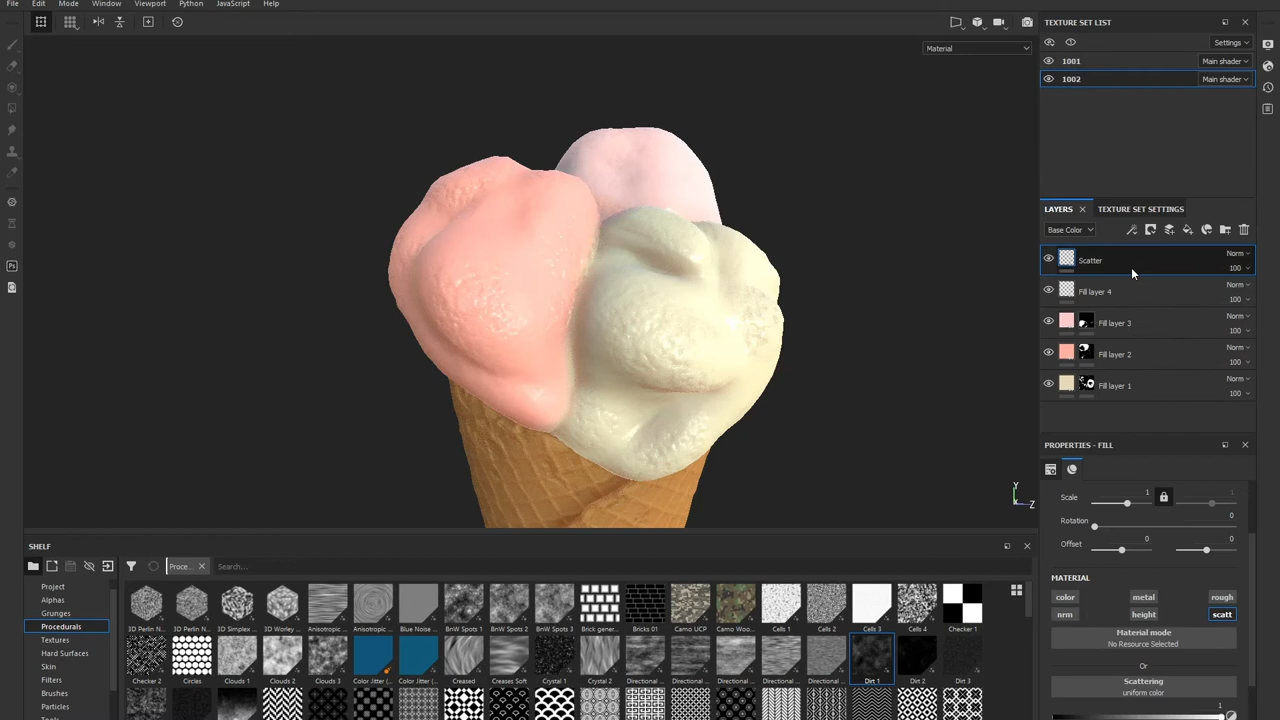 File Edit Mode Window Viewport Python JavaScript Help
Material
TEXTURE SET LIST
Settings
1001 Main shader
1002 Main shader
LAYERS TEXTURE SET SETTINGS
Base Color
Scatter Norm 100
Fill layer 4 Norm 100
Fill layer 3 Norm 100
Fill layer 2 Norm 100
Fill layer 1 Norm 100
PROPERTIES - FILL
Scale 1 1
Rotation 0
Offset 0 0
MATERIAL
color metal rough
nrm height scatt
Material mode
No Resource Selected
Or
Scattering
uniform color
1
Y
Z
SHELF
Proce... Search...
Project
Alphas
Grunges
Procedurals
Textures
Hard Surfaces
Skin
Filters
Brushes
Particles
Tools
3D Perlin N... 3D Perlin N... 3D Simplex ... 3D Worley ... Anisotropic ... Anisotropic ... Blue Noise ... BnW Spots 1 BnW Spots 2 BnW Spots 3 Brick gener... Bricks 01 Camo UCP Camo Woo... Cells 1 Cells 2 Cells 3 Cells 4 Checker 1
Checker 2 Circles Clouds 1 Clouds 2 Clouds 3 Color Jitter (... Color Jitter (... Creased Creases Soft Crystal 1 Crystal 2 Directional ... Directional ... Directional ... Directional ... Directional ... Dirt 1 Dirt 2 Dirt 3